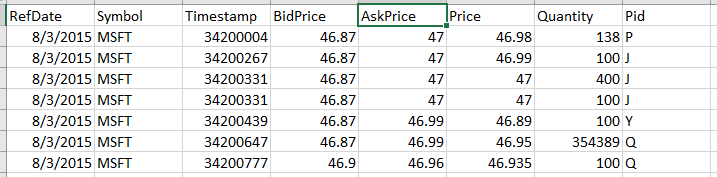 RefDate Symbol Timestamp BidPrice AskPrice Price Quantity Pid
8/3/2015 MSFT 34200004 46.87 47 46.98 138 P
8/3/2015 MSFT 34200267 46.87 47 46.99 100 J
8/3/2015 MSFT 34200331 46.87 47 47 400 J
8/3/2015 MSFT 34200331 46.87 47 47 100 J
8/3/2015 MSFT 34200439 46.87 46.99 46.89 100 Y
8/3/2015 MSFT 34200647 46.87 46.99 46.95 354389 Q
8/3/2015 MSFT 34200777 46.9 46.96 46.935 100 Q